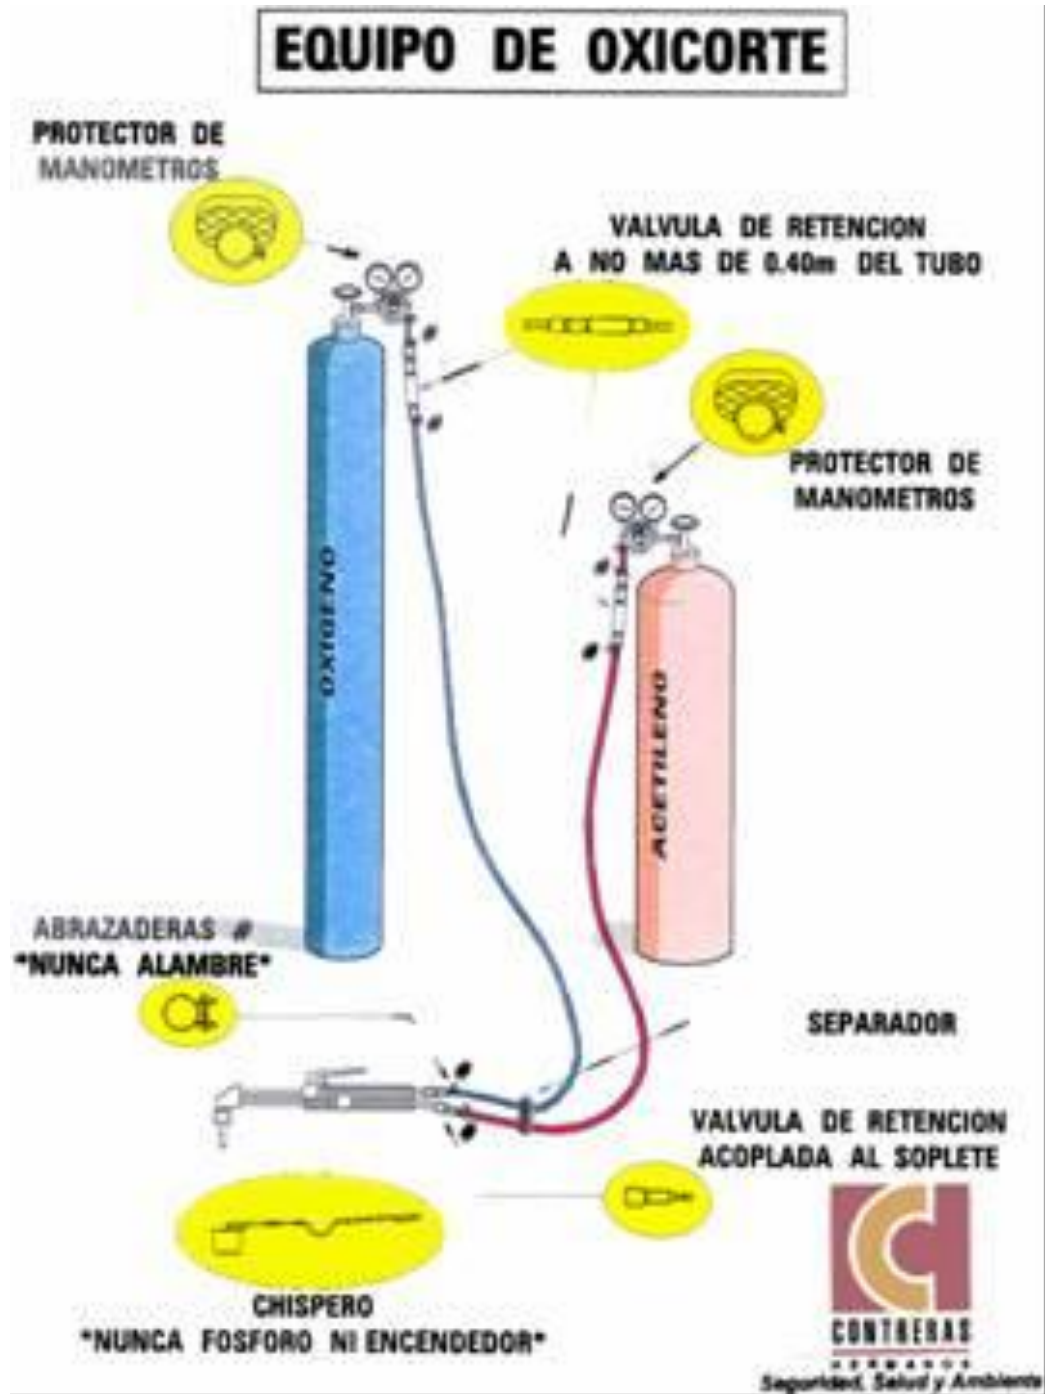 EQUIPO DE OXICORTE
PROTECTOR DE
MANOMETROS
VALVULA DE RETENCION
A NO MAS DE 0.40m DEL TUBO
PROTECTOR DE
MANOMETROS
#
#
#
#
OXIGENO
ACETILENO
ABRAZADERAS #
*NUNCA ALAMBRE*
SEPARADOR
#
#
VALVULA DE RETENCION
ACOPLADA AL SOPLETE
CHISPERO
*NUNCA FOSFORO NI ENCENDEDOR*
CONTRERAS
HERMANOS
Seguridad, Salud y Ambiente